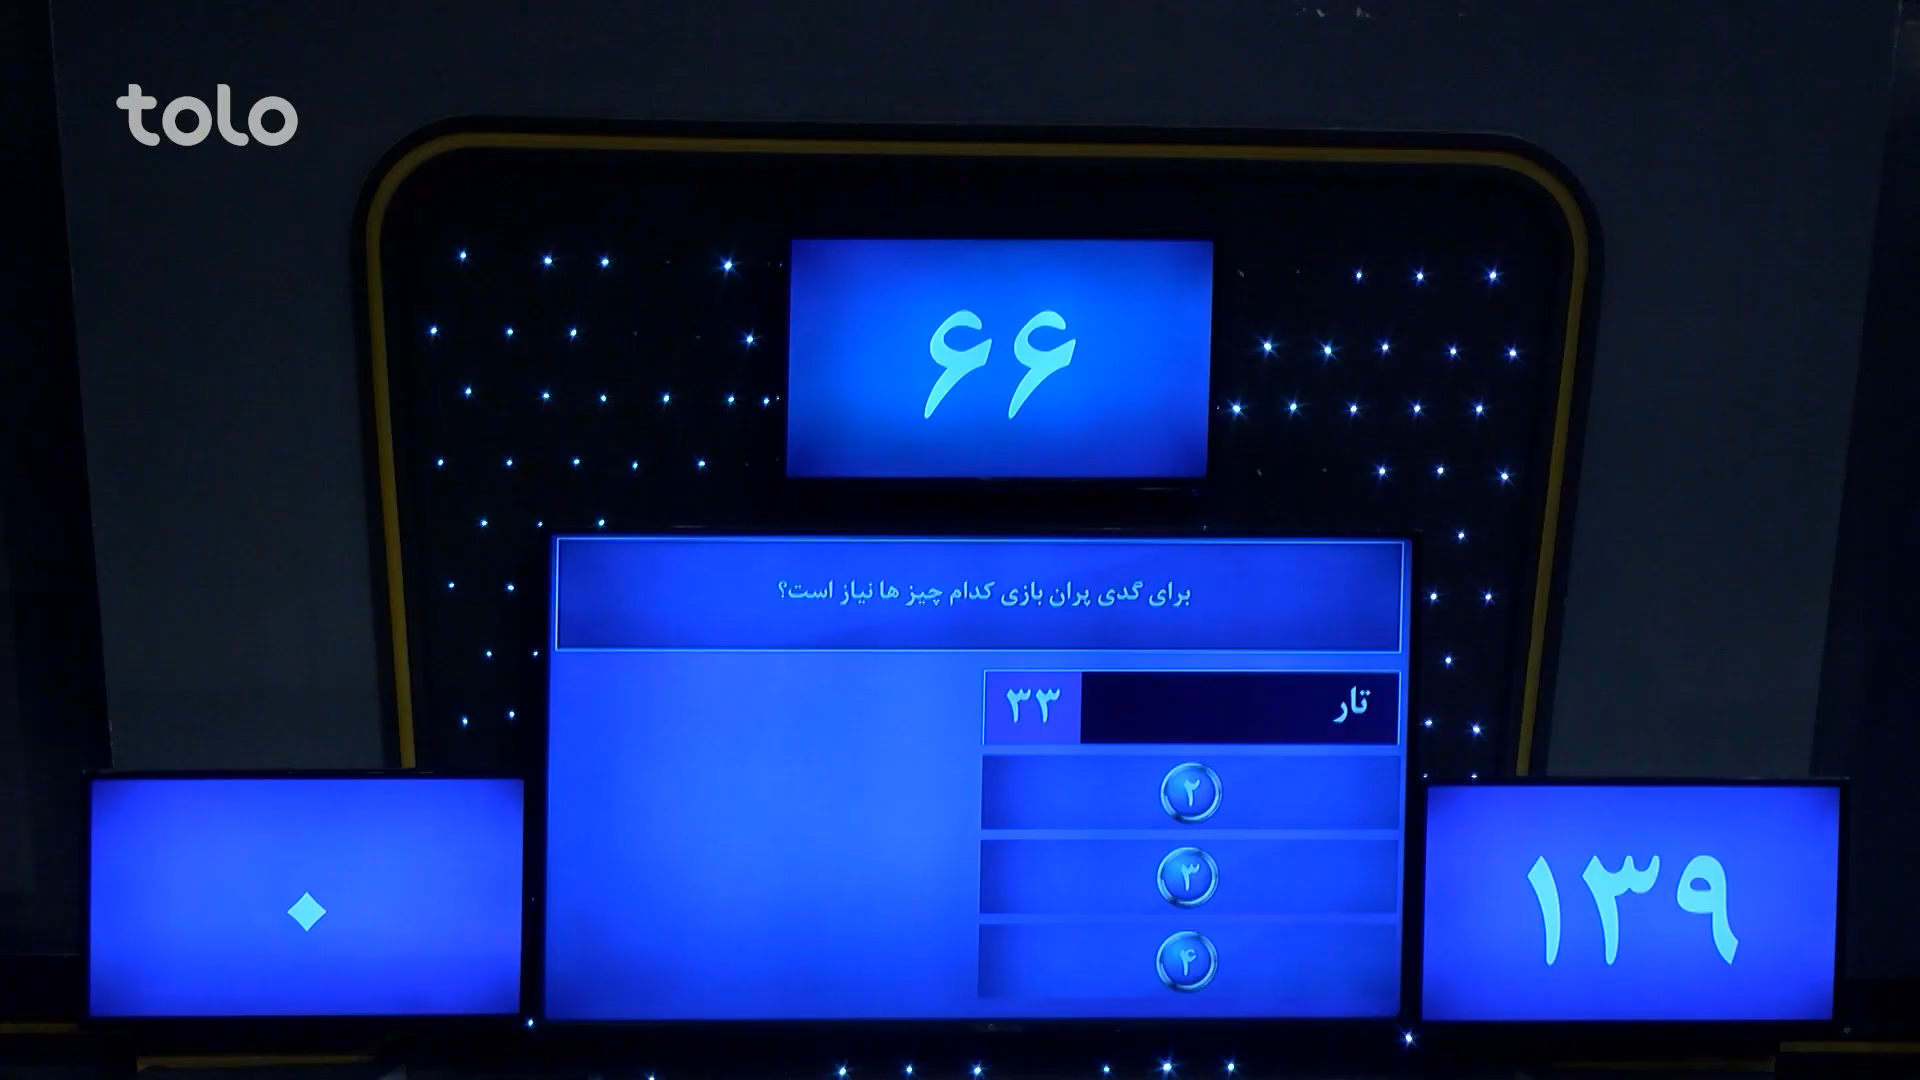 tolo
۶۶
برای گدی پران بازی کدام چیز ها نیاز است؟
تار ۳۳
۲
۳
۴
۰
۱۳۹